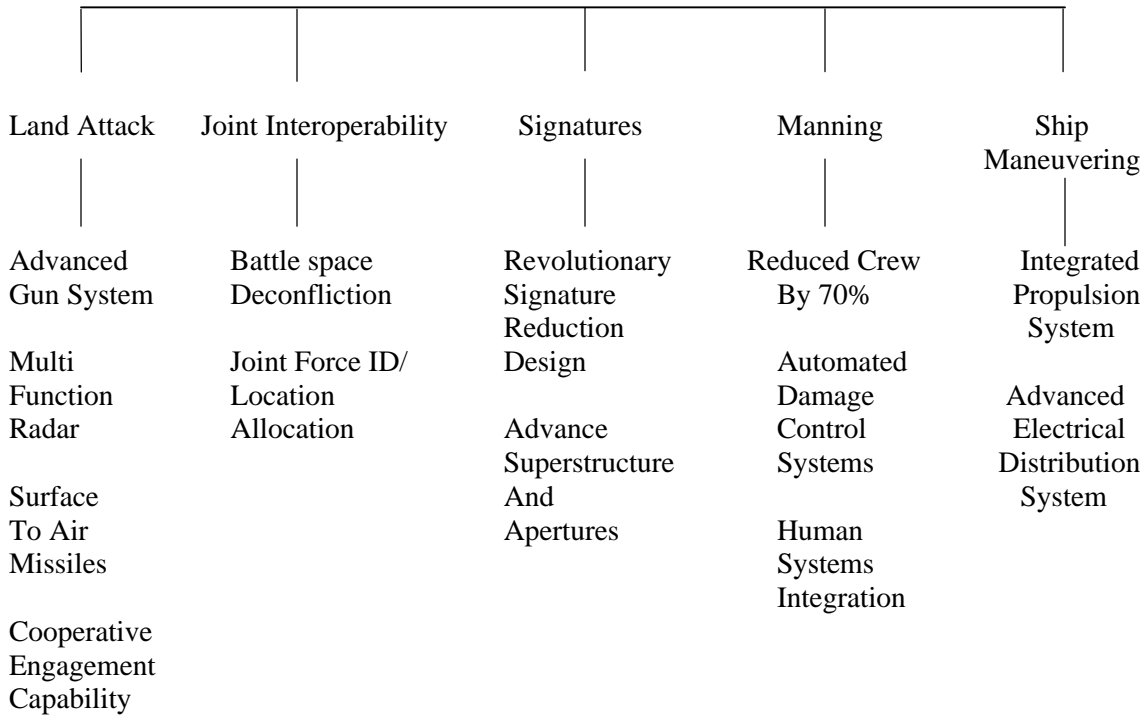 Land Attack
Joint Interoperability
Signatures
Manning
Ship
Maneuvering
Advanced
Gun System
Multi
Function
Radar
Surface
To Air
Missiles
Cooperative
Engagement
Capability
Battle space
Deconfliction
Joint Force ID/
Location
Allocation
Revolutionary
Signature
Reduction
Design
Advance
Superstructure
And
Apertures
Reduced Crew
By 70%
Automated
Damage
Control
Systems
Human
Systems
Integration
Integrated
Propulsion
System
Advanced
Electrical
Distribution
System